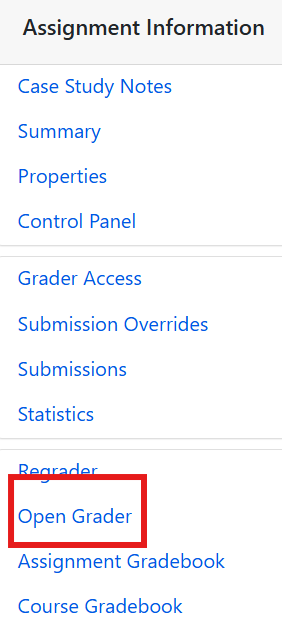 Assignment Information
Case Study Notes
Summary
Properties
Control Panel
Grader Access
Submission Overrides
Submissions
Statistics
Regrader
Open Grader
Assignment Gradebook
Course Gradebook